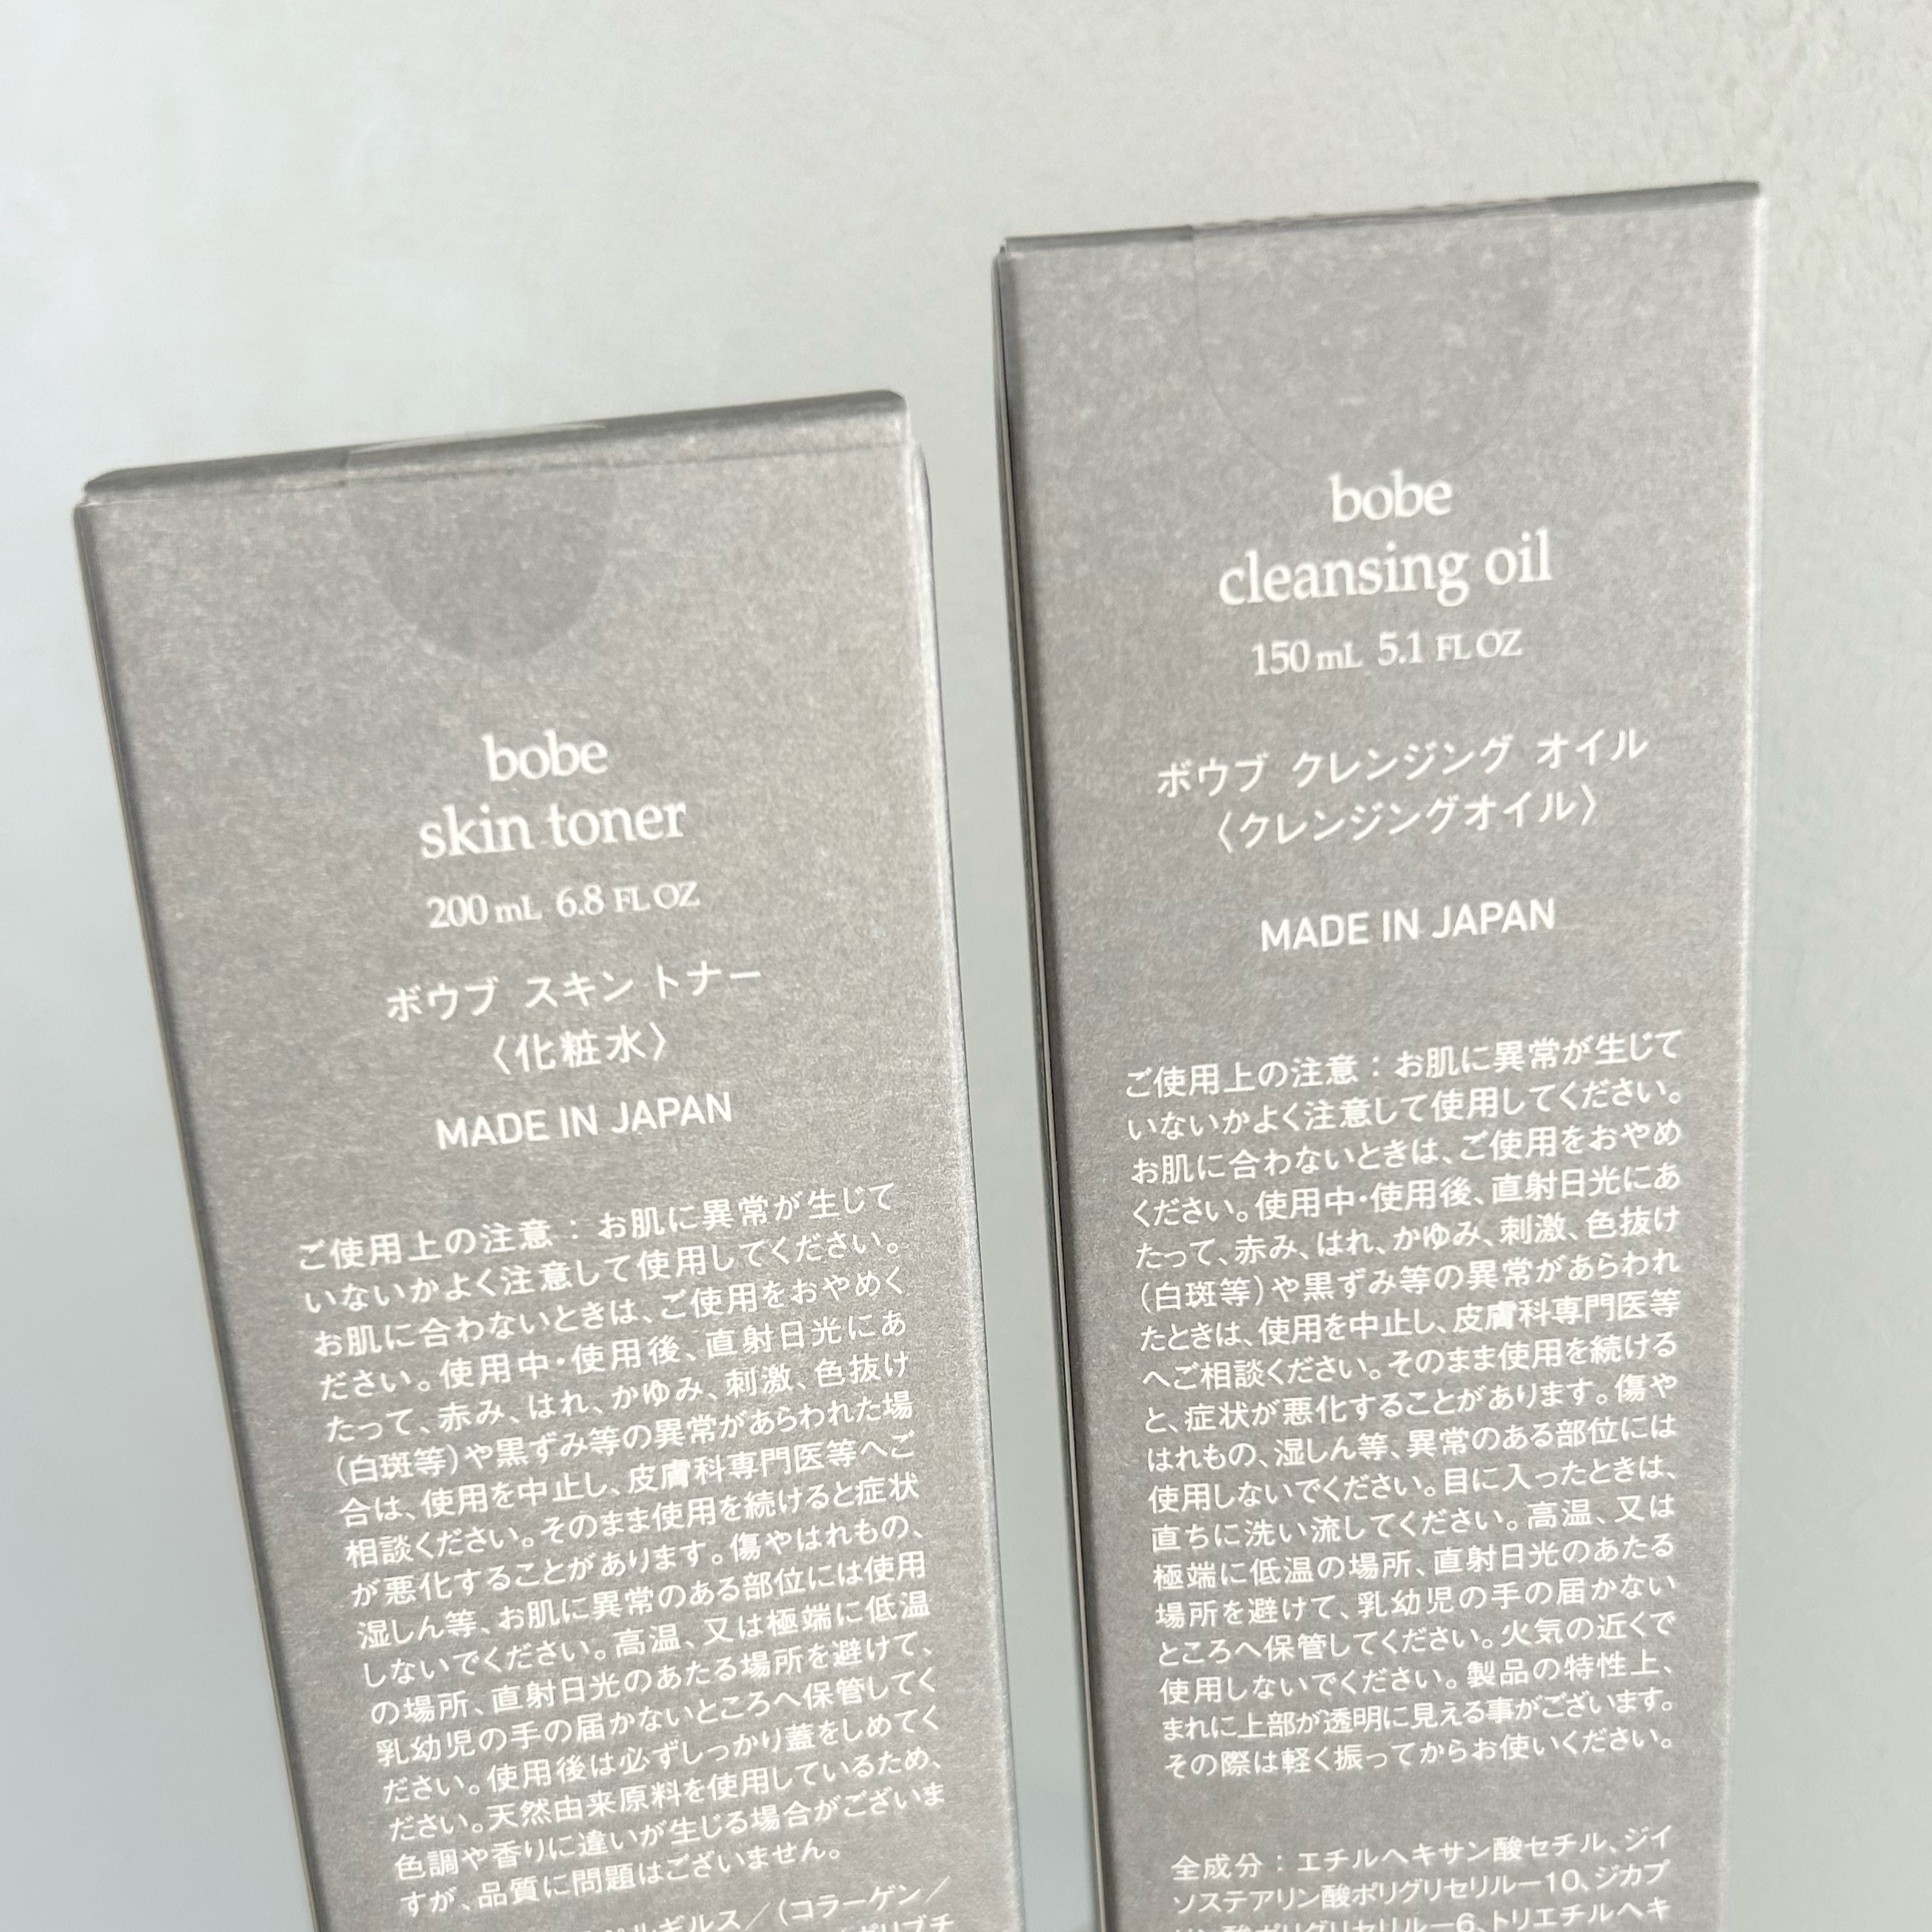 bobe
skin toner
200 mL 6.8 FL OZ
ボウブ スキン トナー
〈化粧水〉
MADE IN JAPAN
ご使用上の注意：お肌に異常が生じて
いないかよく注意して使用してください。
お肌に合わないときは、ご使用をおやめく
ださい。使用中・使用後、直射日光にあ
たって、赤み、はれ、かゆみ、刺激、色抜け
（白斑等）や黒ずみ等の異常があらわれた場
合は、使用を中止し、皮膚科専門医等へご
相談ください。そのまま使用を続けると症状
が悪化することがあります。傷やはれもの、
湿しん等、お肌に異常のある部位には使用
しないでください。高温、又は極端に低温
の場所、直射日光のあたる場所を避けて、
乳幼児の手の届かないところへ保管してく
ださい。使用後は必ずしっかり蓋をしめてく
ださい。天然由来原料を使用しているため、
色調や香りに違いが生じる場合がございま
すが、品質に問題はございません。
ルギルス／（コラーゲン／
bobe
cleansing oil
150 mL 5.1 FL OZ
ボウブ クレンジング オイル
〈クレンジングオイル〉
MADE IN JAPAN
ご使用上の注意：お肌に異常が生じて
いないかよく注意して使用してください。
お肌に合わないときは、ご使用をおやめ
ください。使用中・使用後、直射日光にあ
たって、赤み、はれ、かゆみ、刺激、色抜け
（白斑等）や黒ずみ等の異常があらわれ
たときは、使用を中止し、皮膚科専門医等
へご相談ください。そのまま使用を続ける
と、症状が悪化することがあります。傷や
はれもの、湿しん等、異常のある部位には
使用しないでください。目に入ったときは、
直ちに洗い流してください。高温、又は
極端に低温の場所、直射日光のあたる
場所を避けて、乳幼児の手の届かない
ところへ保管してください。火気の近くで
使用しないでください。製品の特性上、
まれに上部が透明に見える事がございます。
その際は軽く振ってからお使いください。
全成分：エチルヘキサン酸セチル、ジイ
ソステアリン酸ポリグリセリル－10、ジカプ
リン酸ポリグリセリル－6、トリエチルヘキ